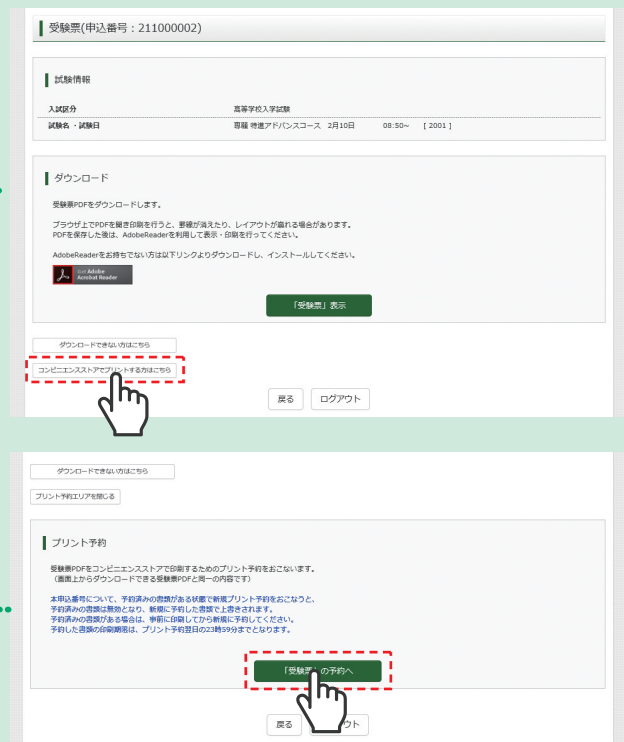 受験票(申込番号：211000002)
試験情報
入試区分 高等学校入学試験
試験名 ・試験日 専願 特進アドバンスコース 2月10日 08:50~ [ 2001 ]
ダウンロード
受験票PDFをダウンロードします。
ブラウザ上でPDFを開き印刷を行うと、罫線が消えたり、レイアウトが崩れる場合があります。
PDFを保存した後は、AdobeReaderを利用して表示・印刷を行ってください。
AdobeReaderをお持ちでない方は以下リンクよりダウンロードし、インストールしてください。
Get Adobe
Acrobat Reader
「受験票」表示
ダウンロードできない方はこちら
コンビニエンスストアでプリントする方はこちら
戻る ログアウト
ダウンロードできない方はこちら
プリント予約エリアを閉じる
プリント予約
受験票PDFをコンビニエンスストアで印刷するためのプリント予約をおこないます。
（画面上からダウンロードできる受験票PDFと同一の内容です）
本申込番号について、予約済みの書類がある状態で新規プリント予約をおこなうと、
予約済みの書類は無効となり、新規に予約した書類で上書きされます。
予約済みの書類がある場合は、事前に印刷してから新規に予約してください。
予約した書類の印刷期限は、プリント予約翌日の23時59分までとなります。
「受験票」の予約へ
戻る ウト